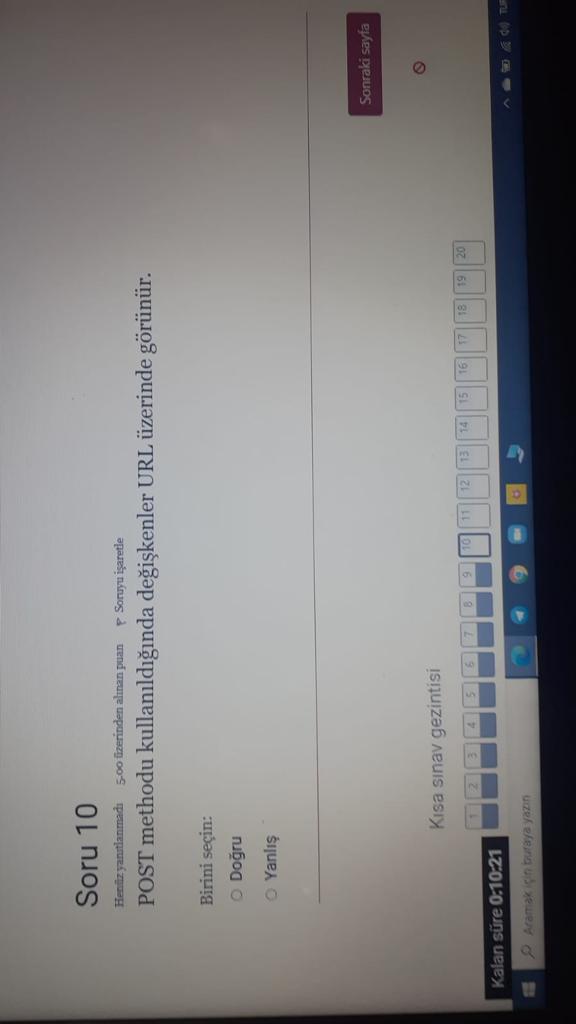 Soru 10
Henüz yanıtlanmadı 5.00 üzerinden alınan puan Soruyu işaretle
POST methodu kullanıldığında değişkenler URL üzerinde görünür.
Birini seçin:
Doğru
Yanlış
Sonraki sayfa
Kısa sınav gezintisi
1 2 3 4 5 6 7 8 9 10 11 12 13 14 15 16 17 18 19 20
Kalan süre 0:10:21
Aramak için buraya yazın
TUR